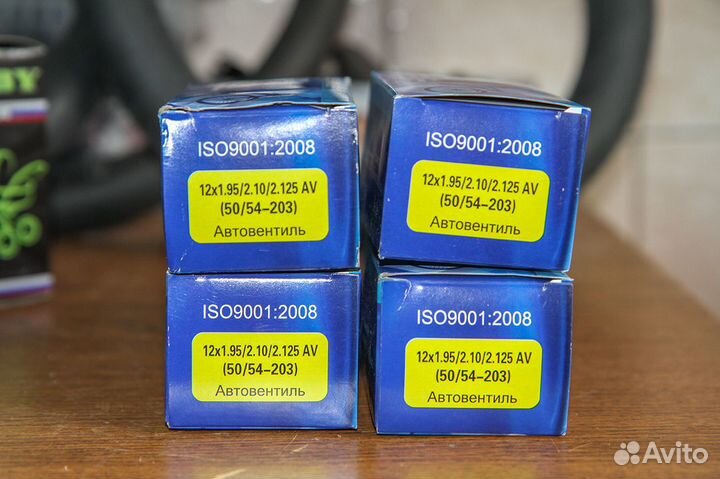 BY
ISO9001:2008
12x1.95/2.10/2.125 AV
(50/54–203)
Автовентиль
ISO9001:2008
12x1.95/2.10/2.125 AV
(50/54–203)
Автовентиль
ISO9001:2008
12x1.95/2.10/2.125 AV
(50/54–203)
Автовентиль
ISO9001:2008
12x1.95/2.10/2.125 AV
(50/54–203)
Автовентиль
Avito